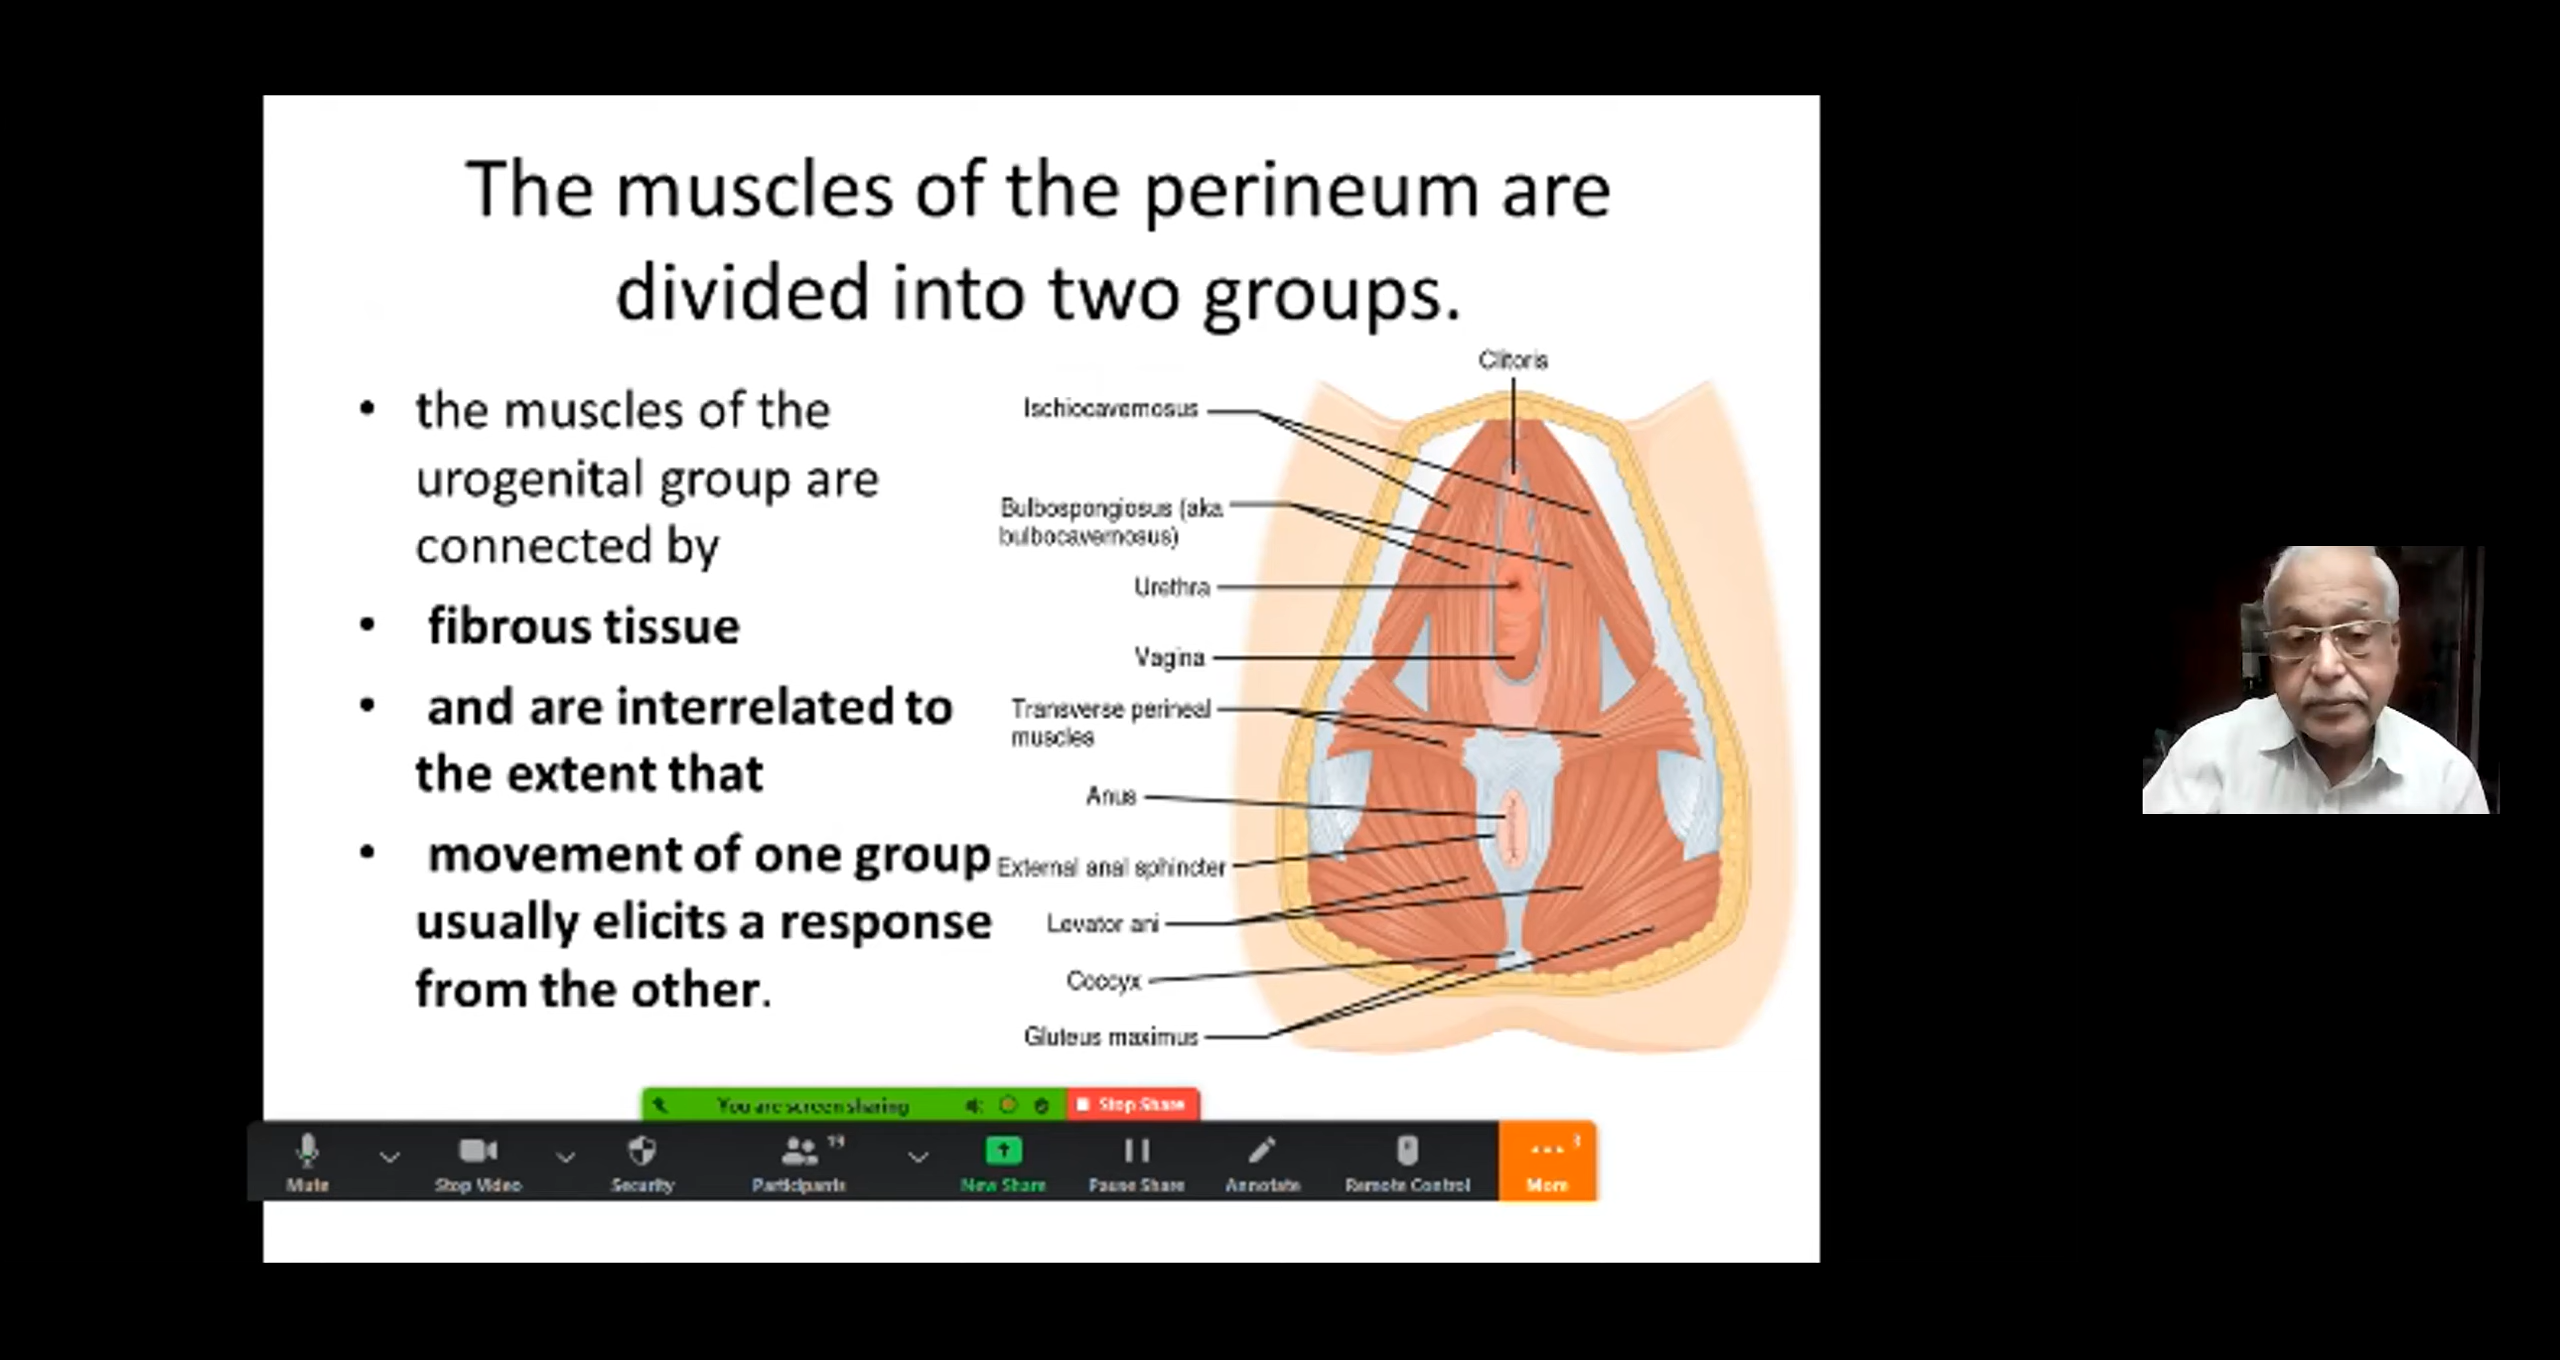 The muscles of the perineum are
divided into two groups.
• the muscles of the
urogenital group are
connected by
• fibrous tissue
• and are interrelated to
the extent that
• movement of one group
usually elicits a response
from the other.
Clitoris
Ischiocavernosus
Bulbospongiosus (aka
bulbocavernosus)
Urethra
Vagina
Transverse perineal
muscles
Anus
External anal sphincter
Levator ani
Coccyx
Gluteus maximus
You are screen sharing
Stop Share
Mute
Stop Video
Security
Participants
19
New Share
Pause Share
Annotate
Remote Control
More
3